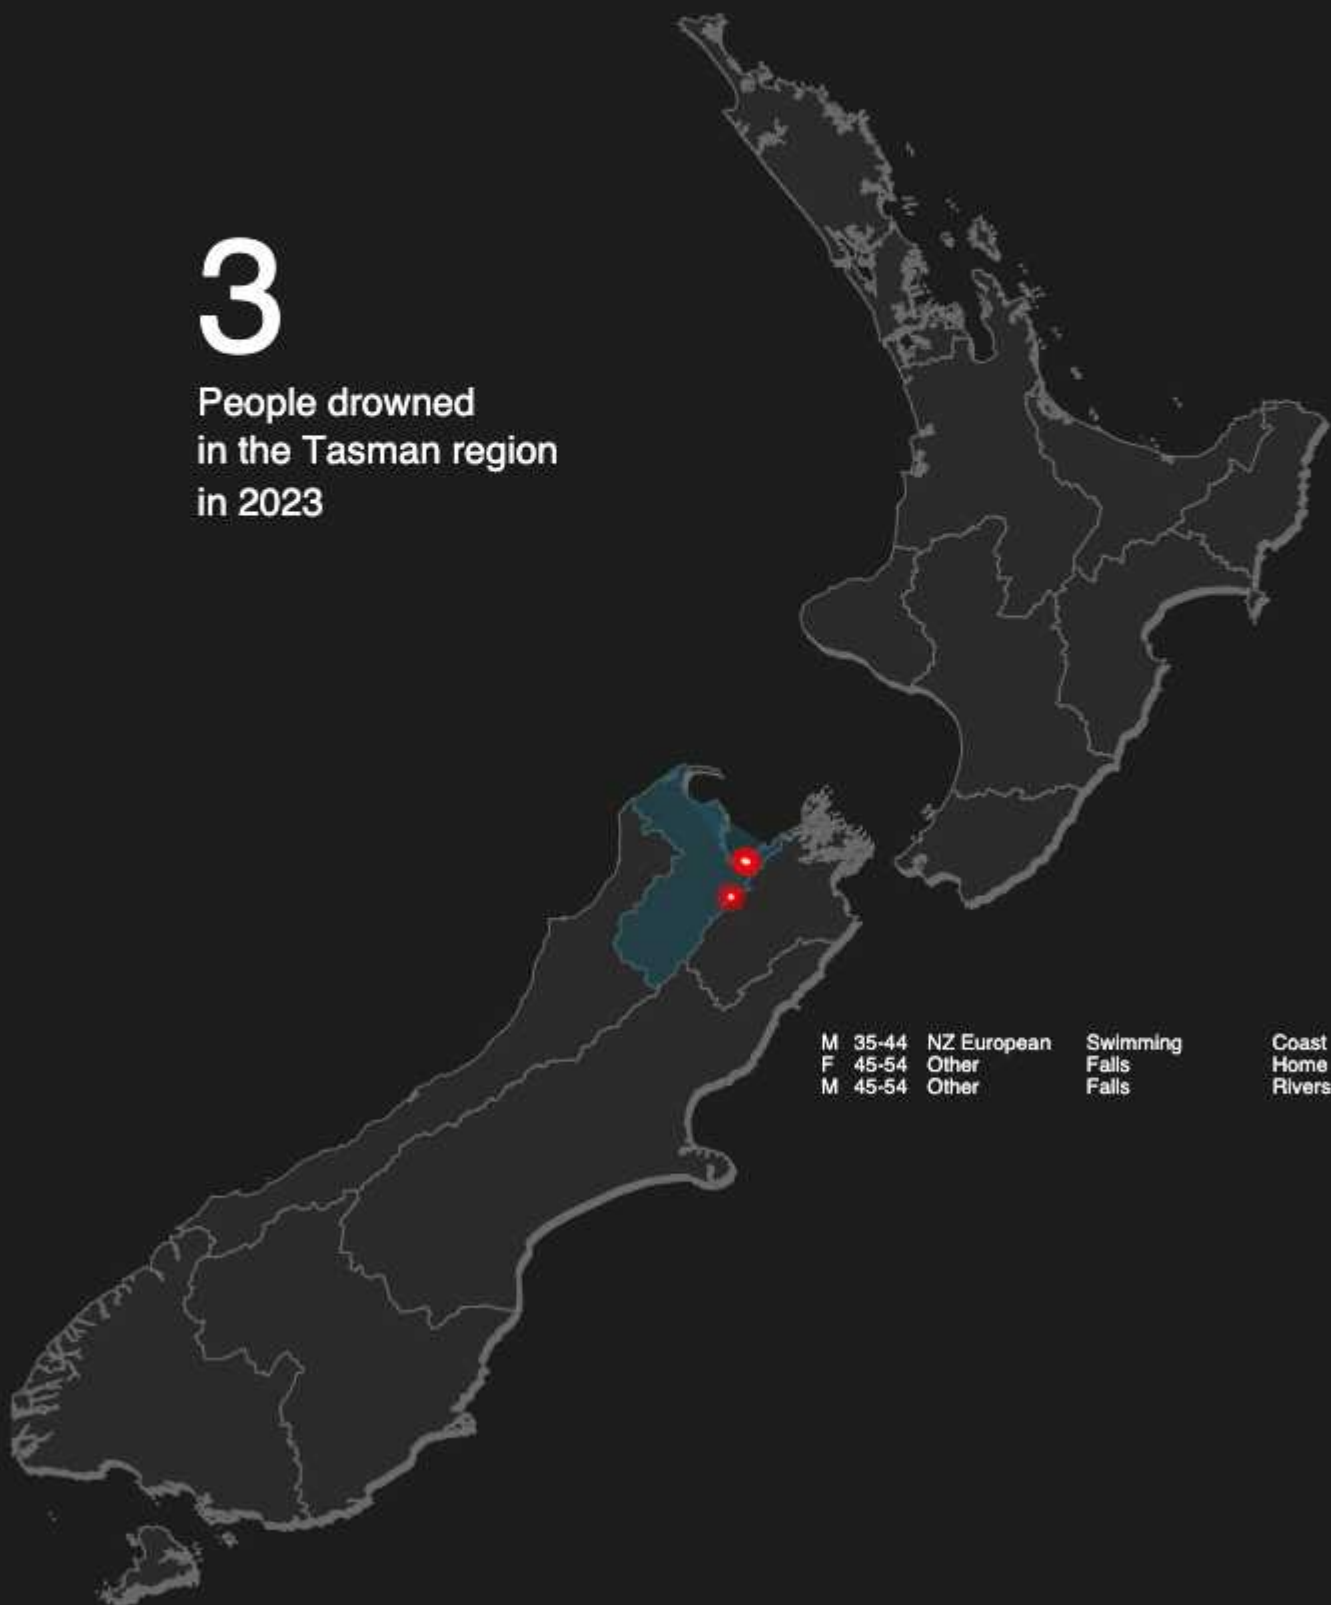 3
People drowned
in the Tasman region
in 2023
M 35-44 NZ European Swimming Coast
F 45-54 Other Falls Home
M 45-54 Other Falls Rivers